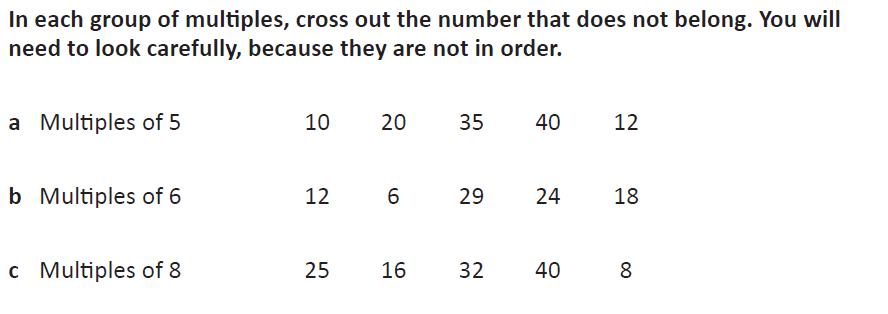 In each group of multiples, cross out the number that does not belong. You will
need to look carefully, because they are not in order.
a Multiples of 5 10 20 35 40 12
b Multiples of 6 12 6 29 24 18
c Multiples of 8 25 16 32 40 8